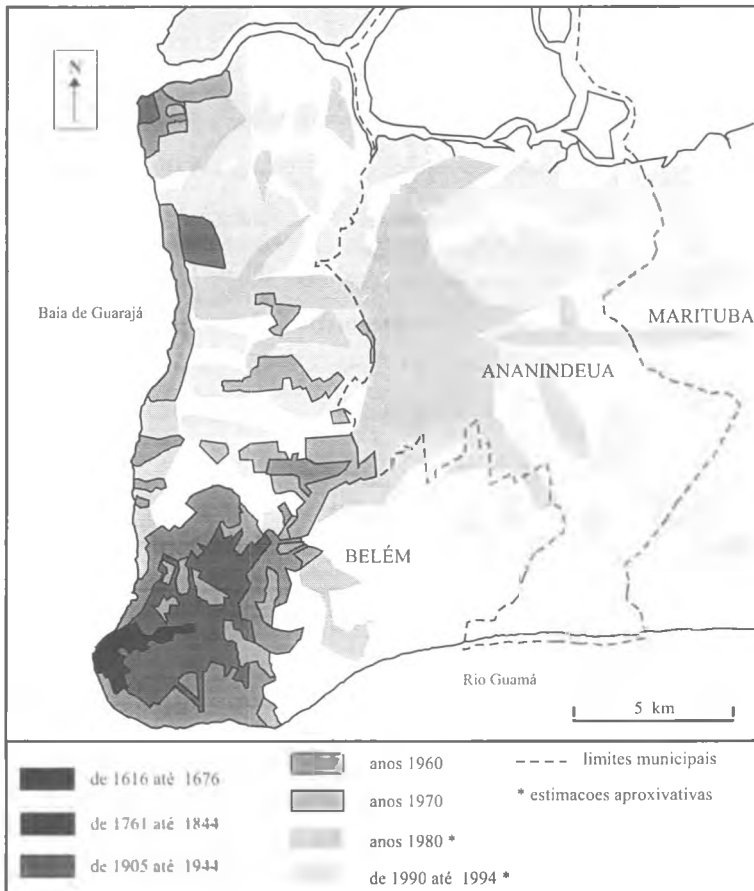 N
Baia de Guarajá
MARITUBA
ANANINDEUA
BELÉM
Rio Guamá
5 km
de 1616 até 1676
de 1761 até 1844
de 1905 até 1944
anos 1960
anos 1970
anos 1980 *
de 1990 até 1994 *
limites municipais
* estimacoes aproxivativas